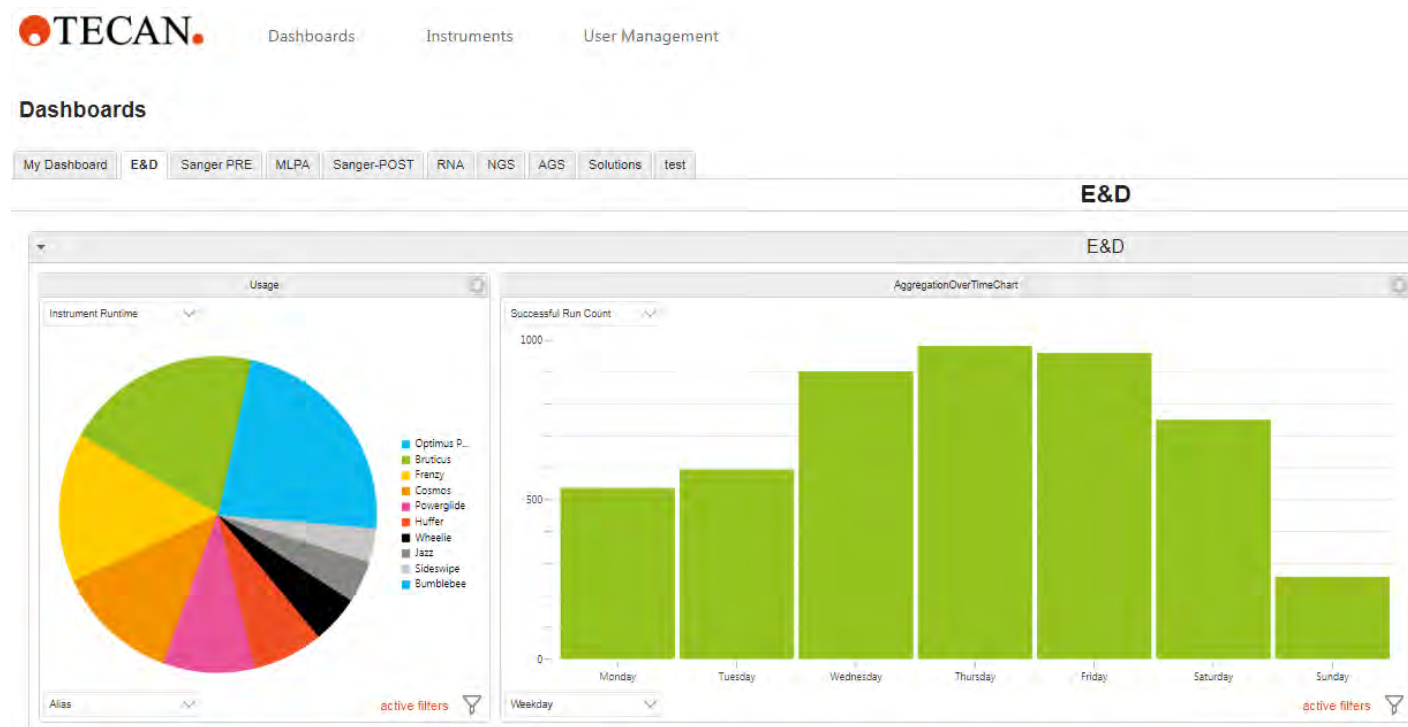 TECAN.
Dashboards Instruments User Management
Dashboards
My Dashboard E&D Sanger PRE MLPA Sanger-POST RNA NGS AGS Solutions test
E&D
E&D
Usage
Instrument Runtime
Optimus P...
Bruticus
Frenzy
Cosmos
Powerglide
Huffer
Wheelie
Jazz
Sideswipe
Bumblebee
Alias
active filters
AggregationOverTimeChart
Successful Run Count
1000
500
0
Monday Tuesday Wednesday Thursday Friday Saturday Sunday
Weekday
active filters